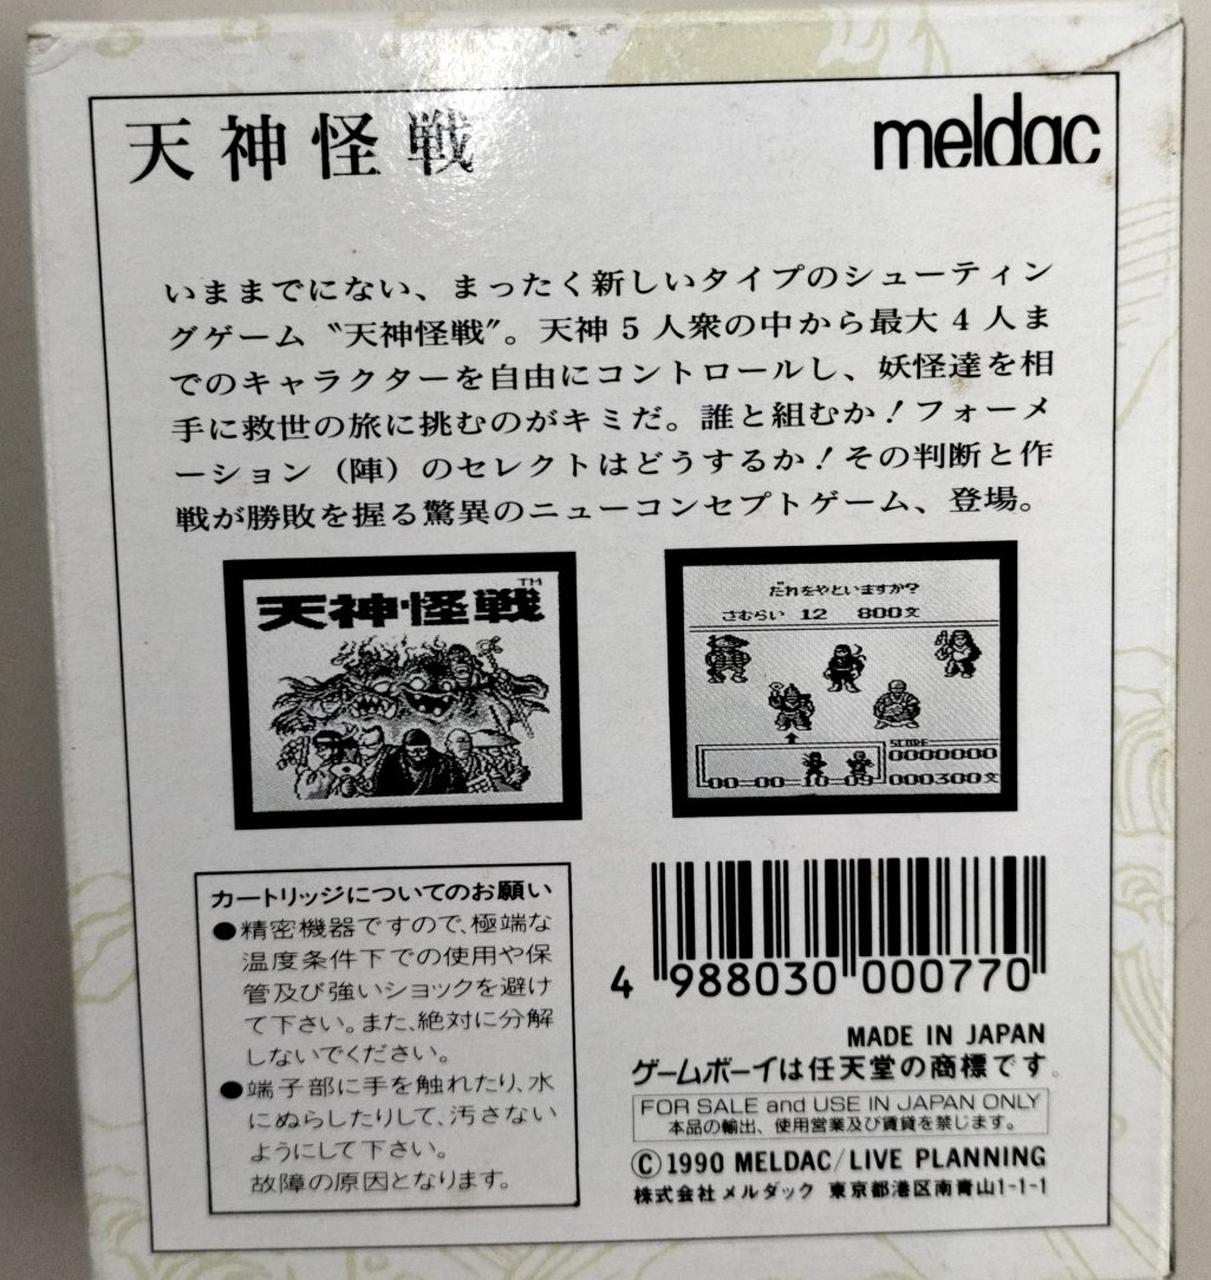 天神怪戦
meldac
いままでにない、まったく新しいタイプのシューティン
グゲーム〝天神怪戦〟。天神5人衆の中から最大4人ま
でのキャラクターを自由にコントロールし、妖怪達を相
手に救世の旅に挑むのがキミだ。誰と組むか！フォーメ
ーション（陣）のセレクトはどうするか！その判断と作
戦が勝敗を握る驚異のニューコンセプトゲーム、登場。
天神怪戦™
だれをやといますか?
さむらい 12 800文
SCORE
0000000
00-00-10-09
000300文
カートリッジについてのお願い
●精密機器ですので、極端な
温度条件下での使用や保
管及び強いショックを避け
て下さい。また、絶対に分解
しないでください。
●端子部に手を触れたり、水
にぬらしたりして、汚さない
ようにして下さい。
故障の原因となります。
4 988030 000770
MADE IN JAPAN
ゲームボーイは任天堂の商標です。
FOR SALE and USE IN JAPAN ONLY
本品の輸出、使用営業及び賃貸を禁じます。
©1990 MELDAC/LIVE PLANNING
株式会社 メルダック 東京都港区南青山1-1-1